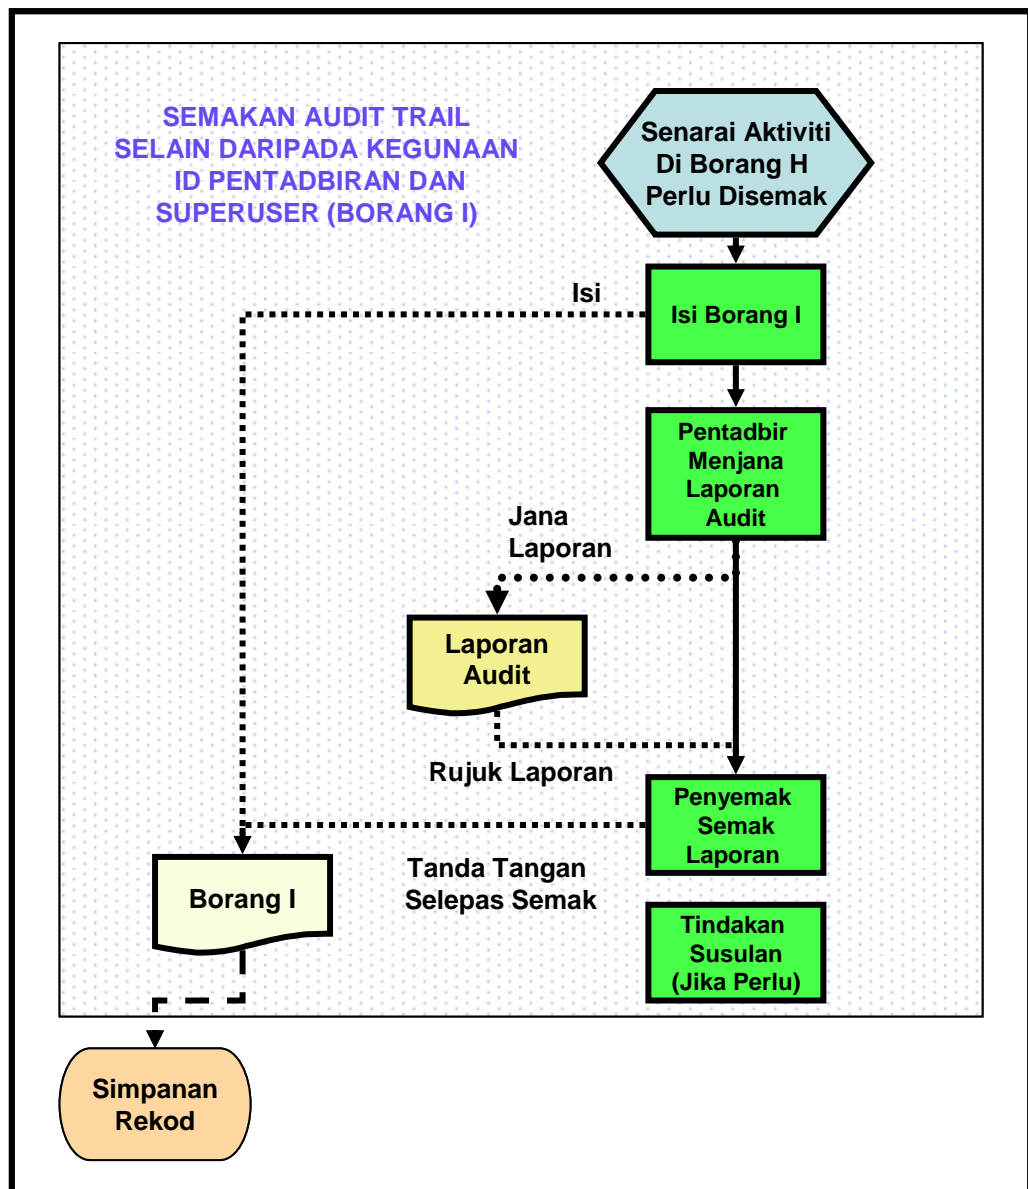 SEMAKAN AUDIT TRAIL
SELAIN DARIPADA KEGUNAAN
ID PENTADBIRAN DAN
SUPERUSER (BORANG I)
Senarai Aktiviti
Di Borang H
Perlu Disemak
Isi
Isi Borang I
Pentadbir
Menjana
Laporan
Audit
Jana
Laporan
Laporan
Audit
Rujuk Laporan
Penyemak
Semak
Laporan
Tanda Tangan
Selepas Semak
Borang I
Tindakan
Susulan
(Jika Perlu)
Simpanan
Rekod